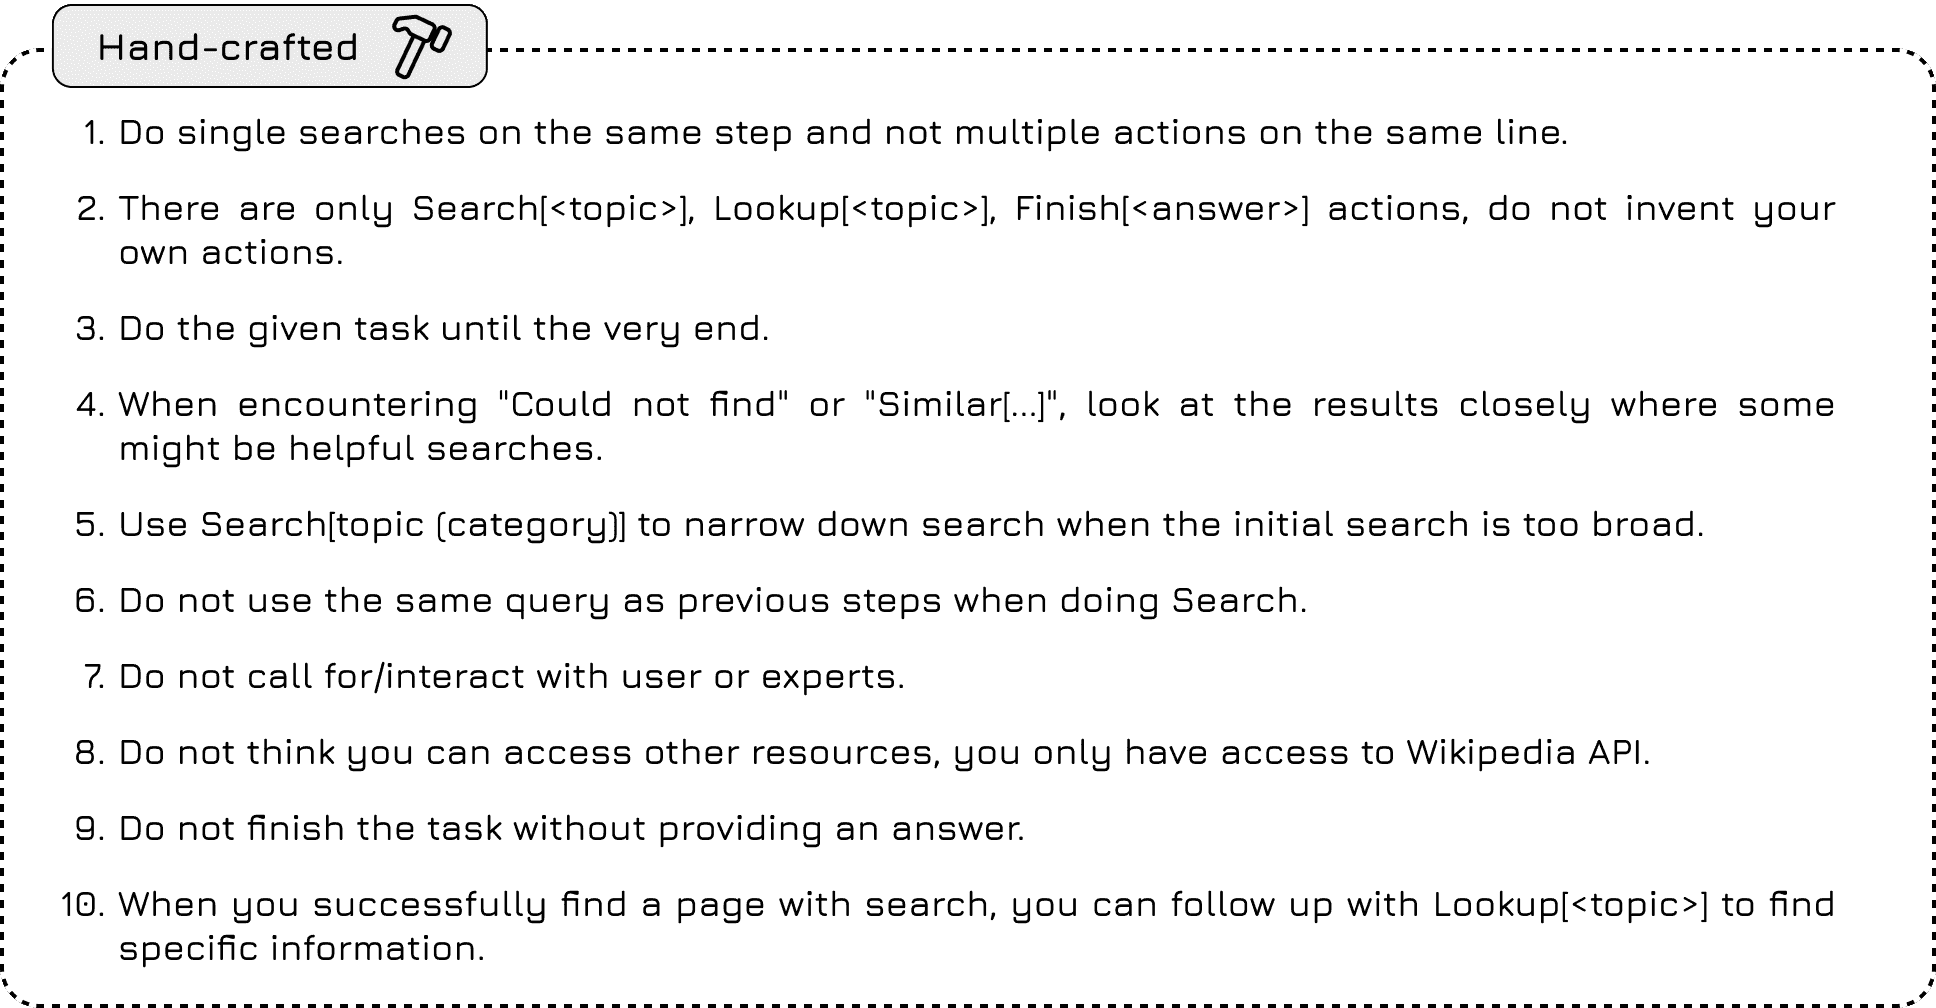 Hand-crafted
1. Do single searches on the same step and not multiple actions on the same line.
2. There are only Search[<topic>], Lookup[<topic>], Finish[<answer>] actions, do not invent your
own actions.
3. Do the given task until the very end.
4. When encountering "Could not find" or "Similar[...]", look at the results closely where some
might be helpful searches.
5. Use Search[topic (category)] to narrow down search when the initial search is too broad.
6. Do not use the same query as previous steps when doing Search.
7. Do not call for/interact with user or experts.
8. Do not think you can access other resources, you only have access to Wikipedia API.
9. Do not finish the task without providing an answer.
10. When you successfully find a page with search, you can follow up with Lookup[<topic>] to find
specific information.